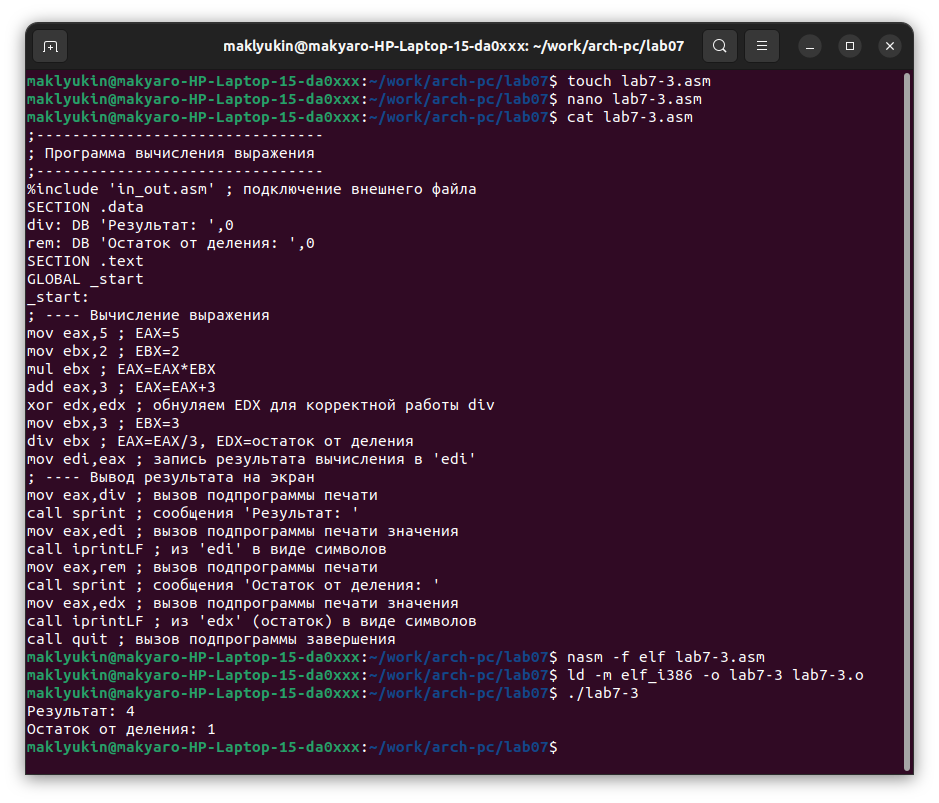 maklyukin@makyaro-HP-Laptop-15-da0xxx: ~/work/arch-pc/lab07
maklyukin@makyaro-HP-Laptop-15-da0xxx:~/work/arch-pc/lab07$ touch lab7-3.asm
maklyukin@makyaro-HP-Laptop-15-da0xxx:~/work/arch-pc/lab07$ nano lab7-3.asm
maklyukin@makyaro-HP-Laptop-15-da0xxx:~/work/arch-pc/lab07$ cat lab7-3.asm
;--------------------------------
; Программа вычисления выражения
;--------------------------------
%include 'in_out.asm' ; подключение внешнего файла
SECTION .data
div: DB 'Результат: ',0
rem: DB 'Остаток от деления: ',0
SECTION .text
GLOBAL _start
_start:
; ---- Вычисление выражения
mov eax,5 ; EAX=5
mov ebx,2 ; EBX=2
mul ebx ; EAX=EAX*EBX
add eax,3 ; EAX=EAX+3
xor edx,edx ; обнуляем EDX для корректной работы div
mov ebx,3 ; EBX=3
div ebx ; EAX=EAX/3, EDX=остаток от деления
mov edi,eax ; запись результата вычисления в 'edi'
; ---- Вывод результата на экран
mov eax,div ; вызов подпрограммы печати
call sprint ; сообщения 'Результат: '
mov eax,edi ; вызов подпрограммы печати значения
call iprintLF ; из 'edi' в виде символов
mov eax,rem ; вызов подпрограммы печати
call sprint ; сообщения 'Остаток от деления: '
mov eax,edx ; вызов подпрограммы печати значения
call iprintLF ; из 'edx' (остаток) в виде символов
call quit ; вызов подпрограммы завершения
maklyukin@makyaro-HP-Laptop-15-da0xxx:~/work/arch-pc/lab07$ nasm -f elf lab7-3.asm
maklyukin@makyaro-HP-Laptop-15-da0xxx:~/work/arch-pc/lab07$ ld -m elf_i386 -o lab7-3 lab7-3.o
maklyukin@makyaro-HP-Laptop-15-da0xxx:~/work/arch-pc/lab07$ ./lab7-3
Результат: 4
Остаток от деления: 1
maklyukin@makyaro-HP-Laptop-15-da0xxx:~/work/arch-pc/lab07$